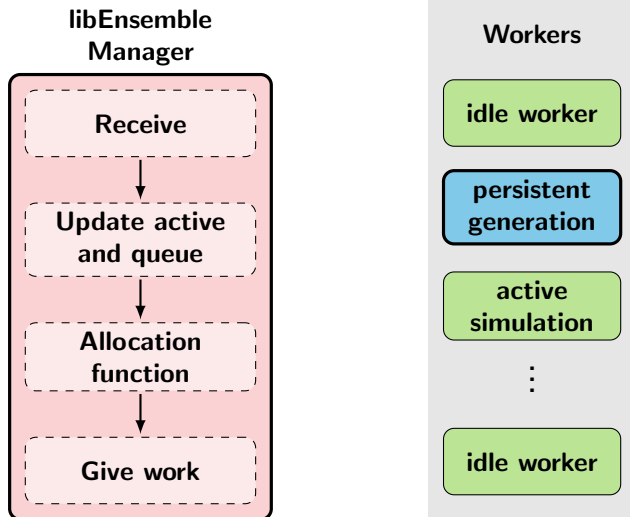 libEnsemble
Manager
Receive
Update active
and queue
Allocation
function
Give work
Workers
idle worker
persistent
generation
active
simulation
⋮
idle worker